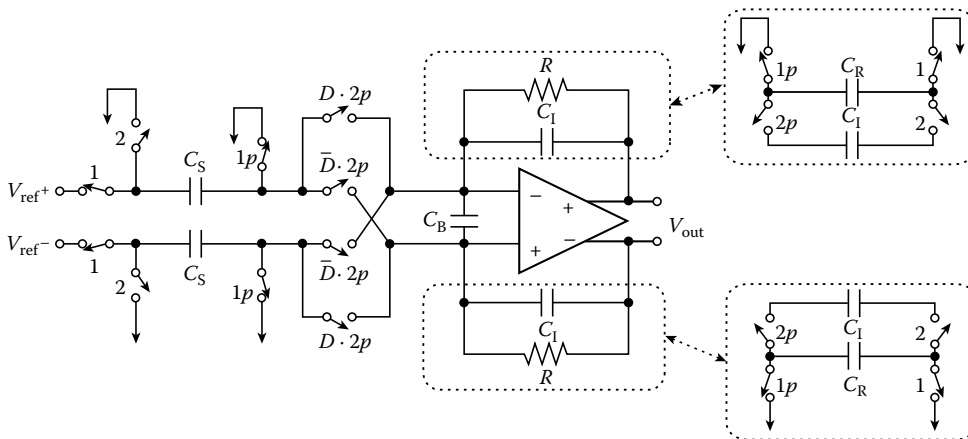 D · 2p
D̄ · 2p
D̄ · 2p
D · 2p
2
1
1p
C_S
V_ref+
V_ref−
C_S
1
2
1p
R
C_I
C_B
−
+
+
−
V_out
C_I
R
1p
C_R
1
2p
C_I
2
2p
C_I
2
1p
C_R
1